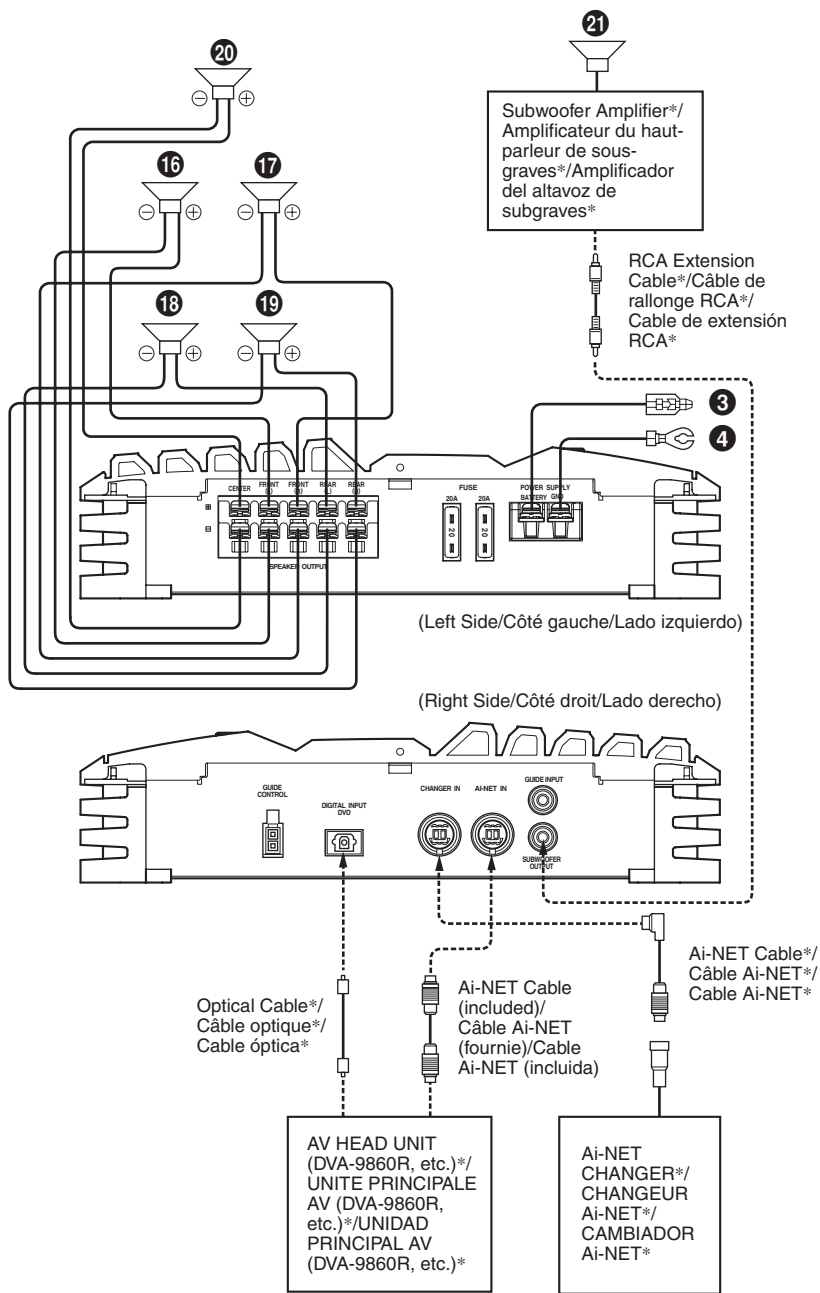 20
21
⊖ ⊕
Subwoofer Amplifier*/
Amplificateur du haut-
parleur de sous-
graves*/Amplificador
del altavoz de
subgraves*
16
17
⊖ ⊕
⊖ ⊕
RCA Extension
Cable*/Câble de
rallonge RCA*/
Cable de extensión
RCA*
18
19
⊖ ⊕
⊖ ⊕
3
4
CENTER
FRONT
(L)
FRONT
(R)
REAR
(L)
REAR
(R)
FUSE
20A
20A
20
20
POWER SUPPLY
BATTERY
GND
⊞
⊟
SPEAKER OUTPUT
(Left Side/Côté gauche/Lado izquierdo)
(Right Side/Côté droit/Lado derecho)
GUIDE
CONTROL
DIGITAL INPUT
DVD
CHANGER IN
Ai-NET IN
GUIDE INPUT
SUBWOOFER
OUTPUT
Optical Cable*/
Câble optique*/
Cable óptica*
Ai-NET Cable
(included)/
Câble Ai-NET
(fournie)/Cable
Ai-NET (incluida)
Ai-NET Cable*/
Câble Ai-NET*/
Cable Ai-NET*
AV HEAD UNIT
(DVA-9860R, etc.)*/
UNITE PRINCIPALE
AV (DVA-9860R,
etc.)*/UNIDAD
PRINCIPAL AV
(DVA-9860R, etc.)*
Ai-NET
CHANGER*/
CHANGEUR
Ai-NET*/
CAMBIADOR
Ai-NET*